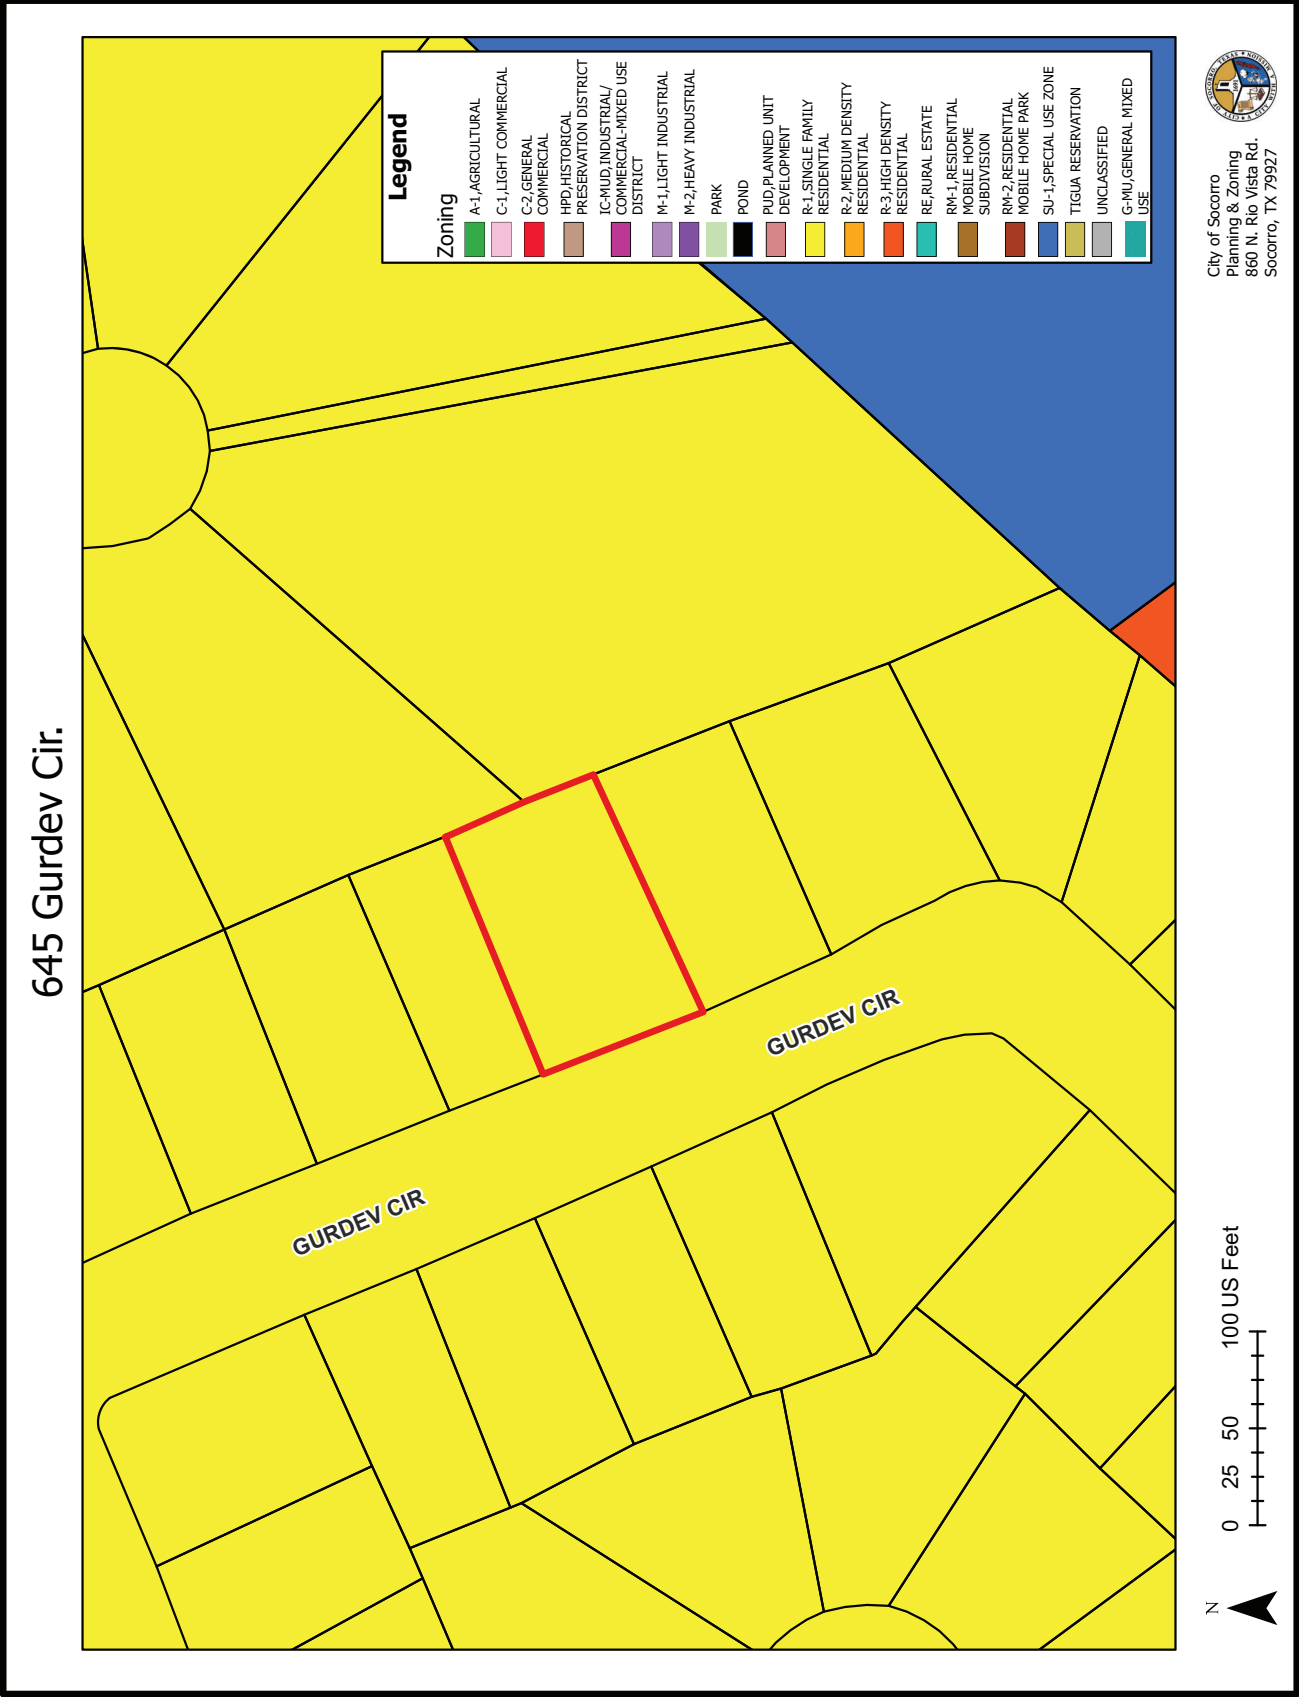 645 Gurdev Cir.
Legend
Zoning
A-1,AGRICULTURAL
C-1,LIGHT COMMERCIAL
C-2,GENERAL
COMMERCIAL
HPD,HISTORICAL
PRESERVATION DISTRICT
IC-MUD,INDUSTRIAL/
COMMERCIAL-MIXED USE
DISTRICT
M-1,LIGHT INDUSTRIAL
M-2,HEAVY INDUSTRIAL
PARK
POND
PUD,PLANNED UNIT
DEVELOPMENT
R-1,SINGLE FAMILY
RESIDENTIAL
R-2,MEDIUM DENSITY
RESIDENTIAL
R-3,HIGH DENSITY
RESIDENTIAL
RE,RURAL ESTATE
RM-1,RESIDENTIAL
MOBILE HOME
SUBDIVISION
RM-2,RESIDENTIAL
MOBILE HOME PARK
SU-1,SPECIAL USE ZONE
TIGUA RESERVATION
UNCLASSIFIED
G-MU,GENERAL MIXED
USE
GURDEV CIR
GURDEV CIR
N
0 25 50 100 US Feet
City of Socorro
Planning & Zoning
860 N. Rio Vista Rd.
Socorro, TX 79927